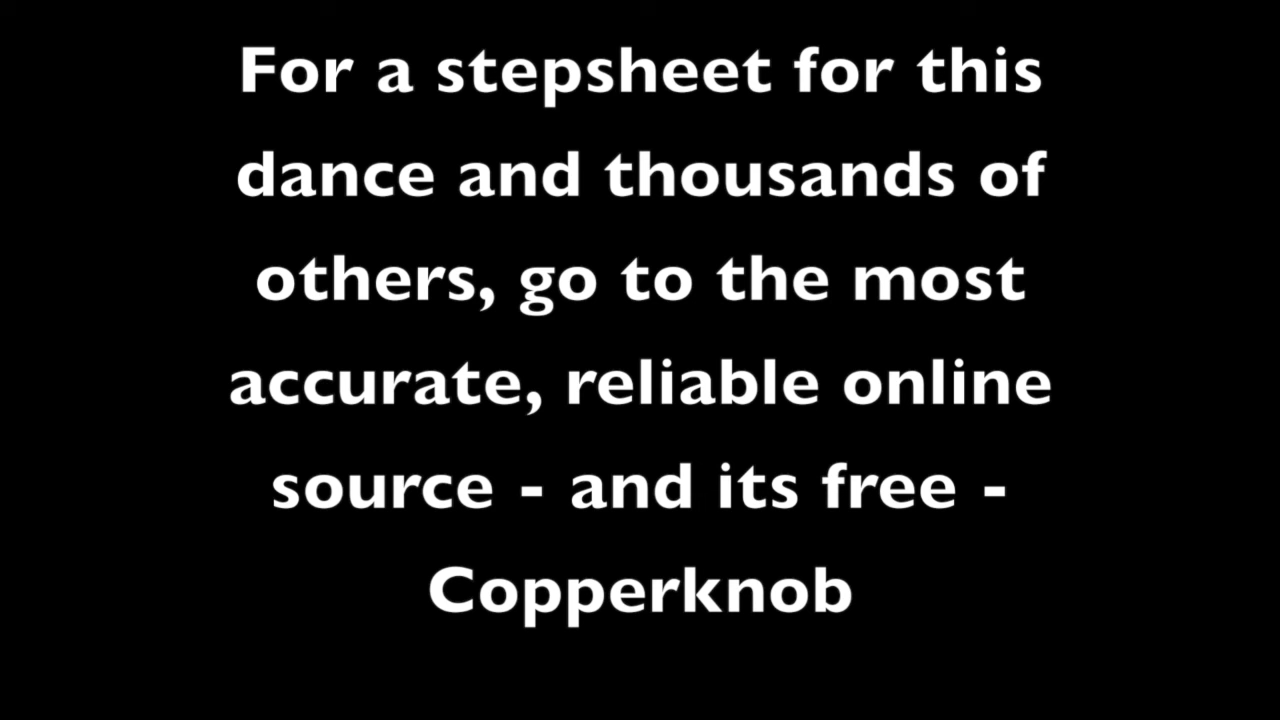 For a stepsheet for this
dance and thousands of
others, go to the most
accurate, reliable online
source - and its free -
Copperknob